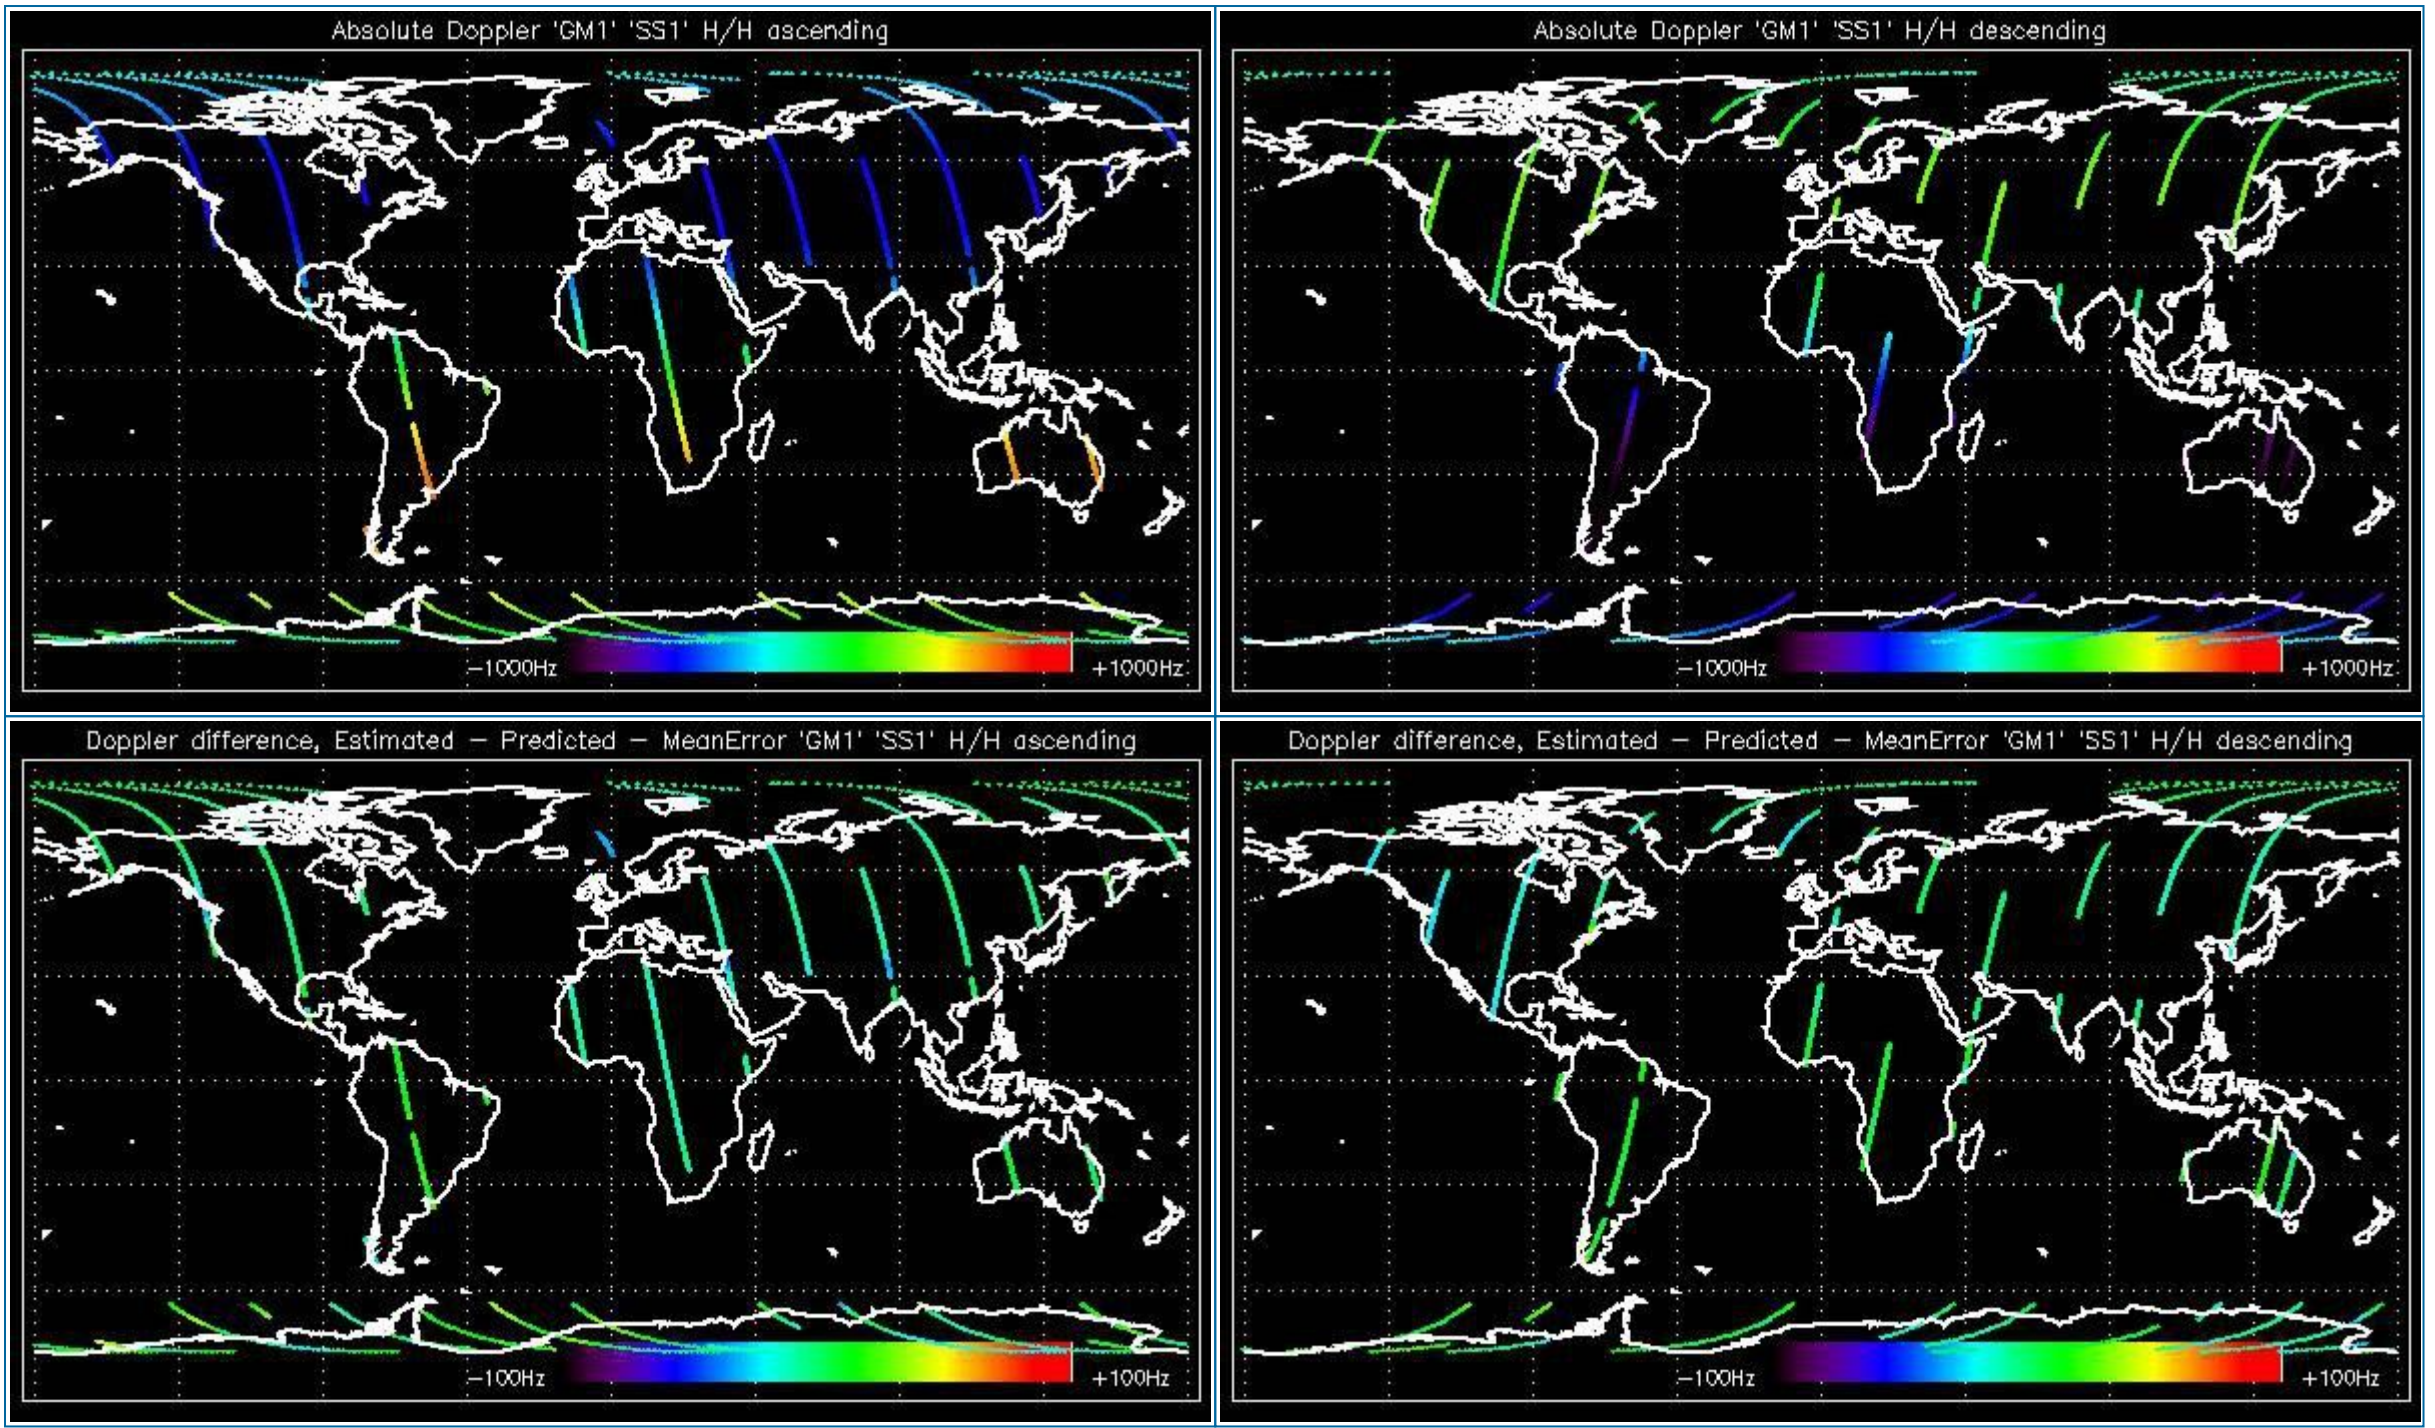 Absolute Doppler 'GM1' 'SS1' H/H ascending
−1000Hz
+1000Hz
Absolute Doppler 'GM1' 'SS1' H/H descending
−1000Hz
+1000Hz
Doppler difference, Estimated − Predicted − MeanError 'GM1' 'SS1' H/H ascending
−100Hz
+100Hz
Doppler difference, Estimated − Predicted − MeanError 'GM1' 'SS1' H/H descending
−100Hz
+100Hz